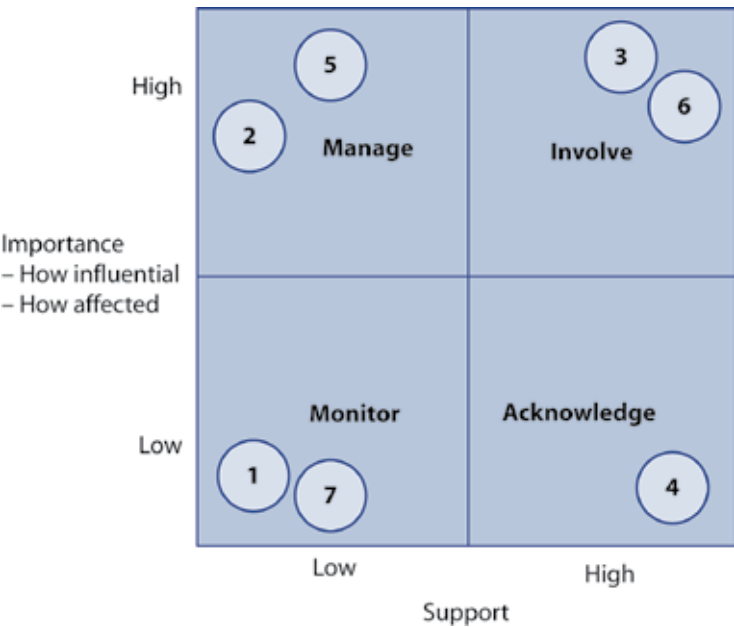 5
3
High
6
2
Manage
Involve
Importance
– How influential
– How affected
Monitor
Acknowledge
Low
1
7
4
Low
High
Support